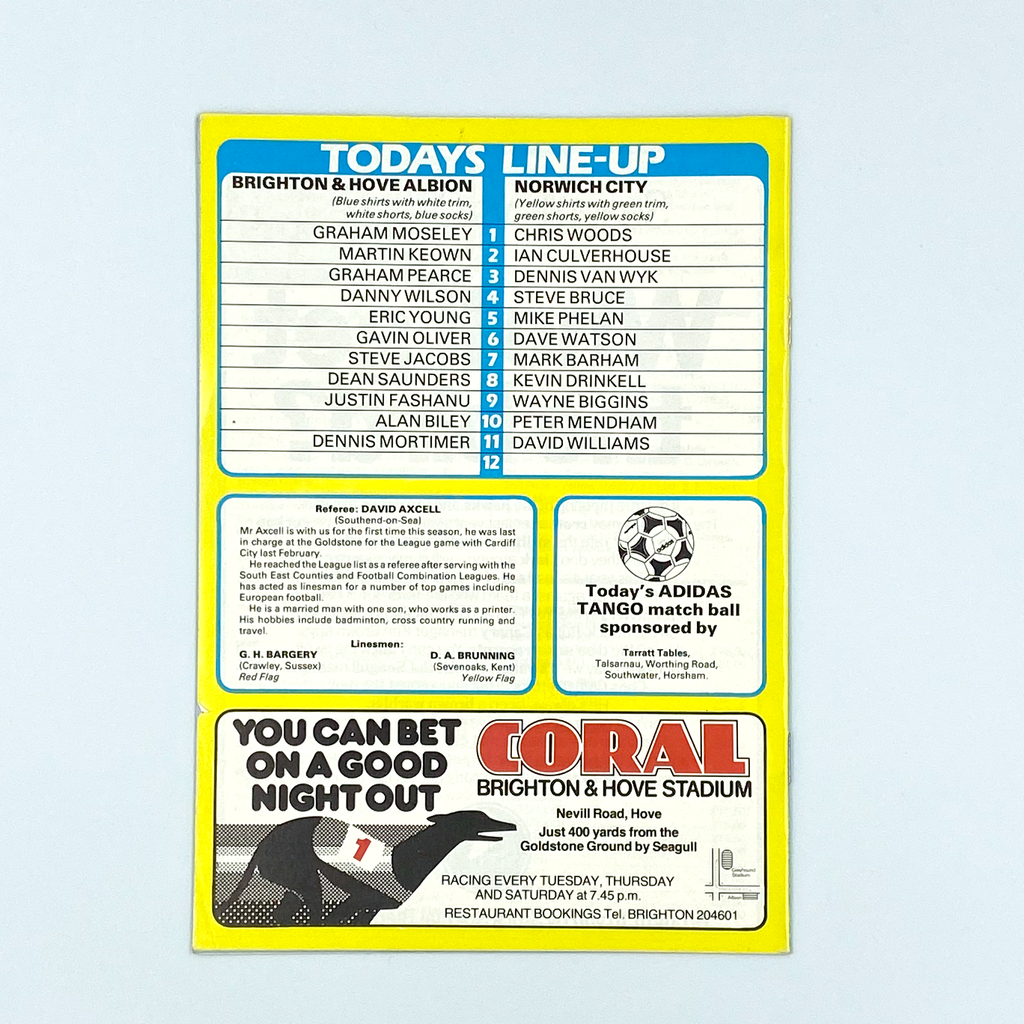 TODAYS LINE-UP
BRIGHTON & HOVE ALBION NORWICH CITY
(Blue shirts with white trim, (Yellow shirts with green trim,
white shorts, blue socks) green shorts, yellow socks)
GRAHAM MOSELEY 1 CHRIS WOODS
MARTIN KEOWN 2 IAN CULVERHOUSE
GRAHAM PEARCE 3 DENNIS VAN WYK
DANNY WILSON 4 STEVE BRUCE
ERIC YOUNG 5 MIKE PHELAN
GAVIN OLIVER 6 DAVE WATSON
STEVE JACOBS 7 MARK BARHAM
DEAN SAUNDERS 8 KEVIN DRINKELL
JUSTIN FASHANU 9 WAYNE BIGGINS
ALAN BILEY 10 PETER MENDHAM
DENNIS MORTIMER 11 DAVID WILLIAMS
12
Referee: DAVID AXCELL
(Southend-on-Sea)
Mr Axcell is with us for the first time this season, he was last
in charge at the Goldstone for the League game with Cardiff
City last February.
He reached the League list as a referee after serving with the
South East Counties and Football Combination Leagues. He
has acted as linesman for a number of top games including
European football.
He is a married man with one son, who works as a printer.
His hobbies include badminton, cross country running and
travel.
Linesmen:
G. H. BARGERY D. A. BRUNNING
(Crawley, Sussex) (Sevenoaks, Kent)
Red Flag Yellow Flag
adidas
Today's ADIDAS
TANGO match ball
sponsored by
Tarratt Tables,
Talsarnau, Worthing Road,
Southwater, Horsham.
YOU CAN BET
ON A GOOD
NIGHT OUT
1
CORAL
BRIGHTON & HOVE STADIUM
Nevill Road, Hove
Just 400 yards from the
Goldstone Ground by Seagull
Greyhound
Stadium
RACING EVERY TUESDAY, THURSDAY
AND SATURDAY at 7.45 p.m.
RESTAURANT BOOKINGS Tel. BRIGHTON 204601